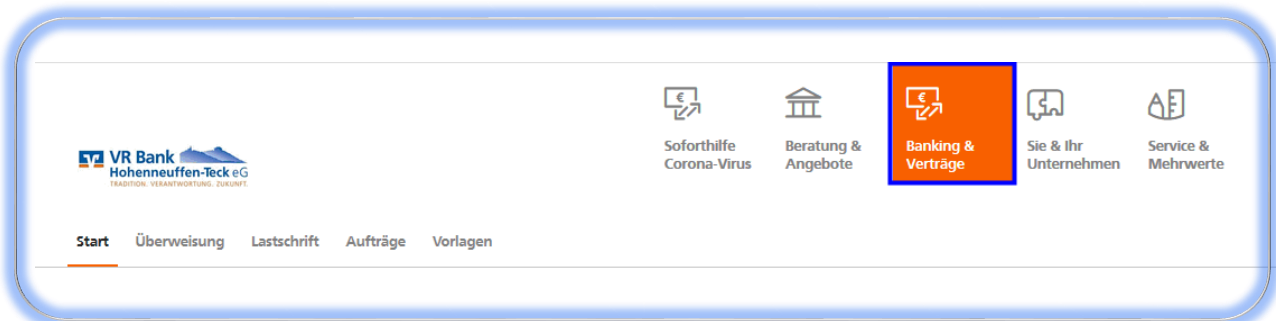 €
Soforthilfe
Corona-Virus
Beratung &
Angebote
€
Banking &
Verträge
Sie & Ihr
Unternehmen
Service &
Mehrwerte
VR Bank
Hohenneuffen-Teck eG
TRADITION. VERANTWORTUNG. ZUKUNFT.
Start Überweisung Lastschrift Aufträge Vorlagen